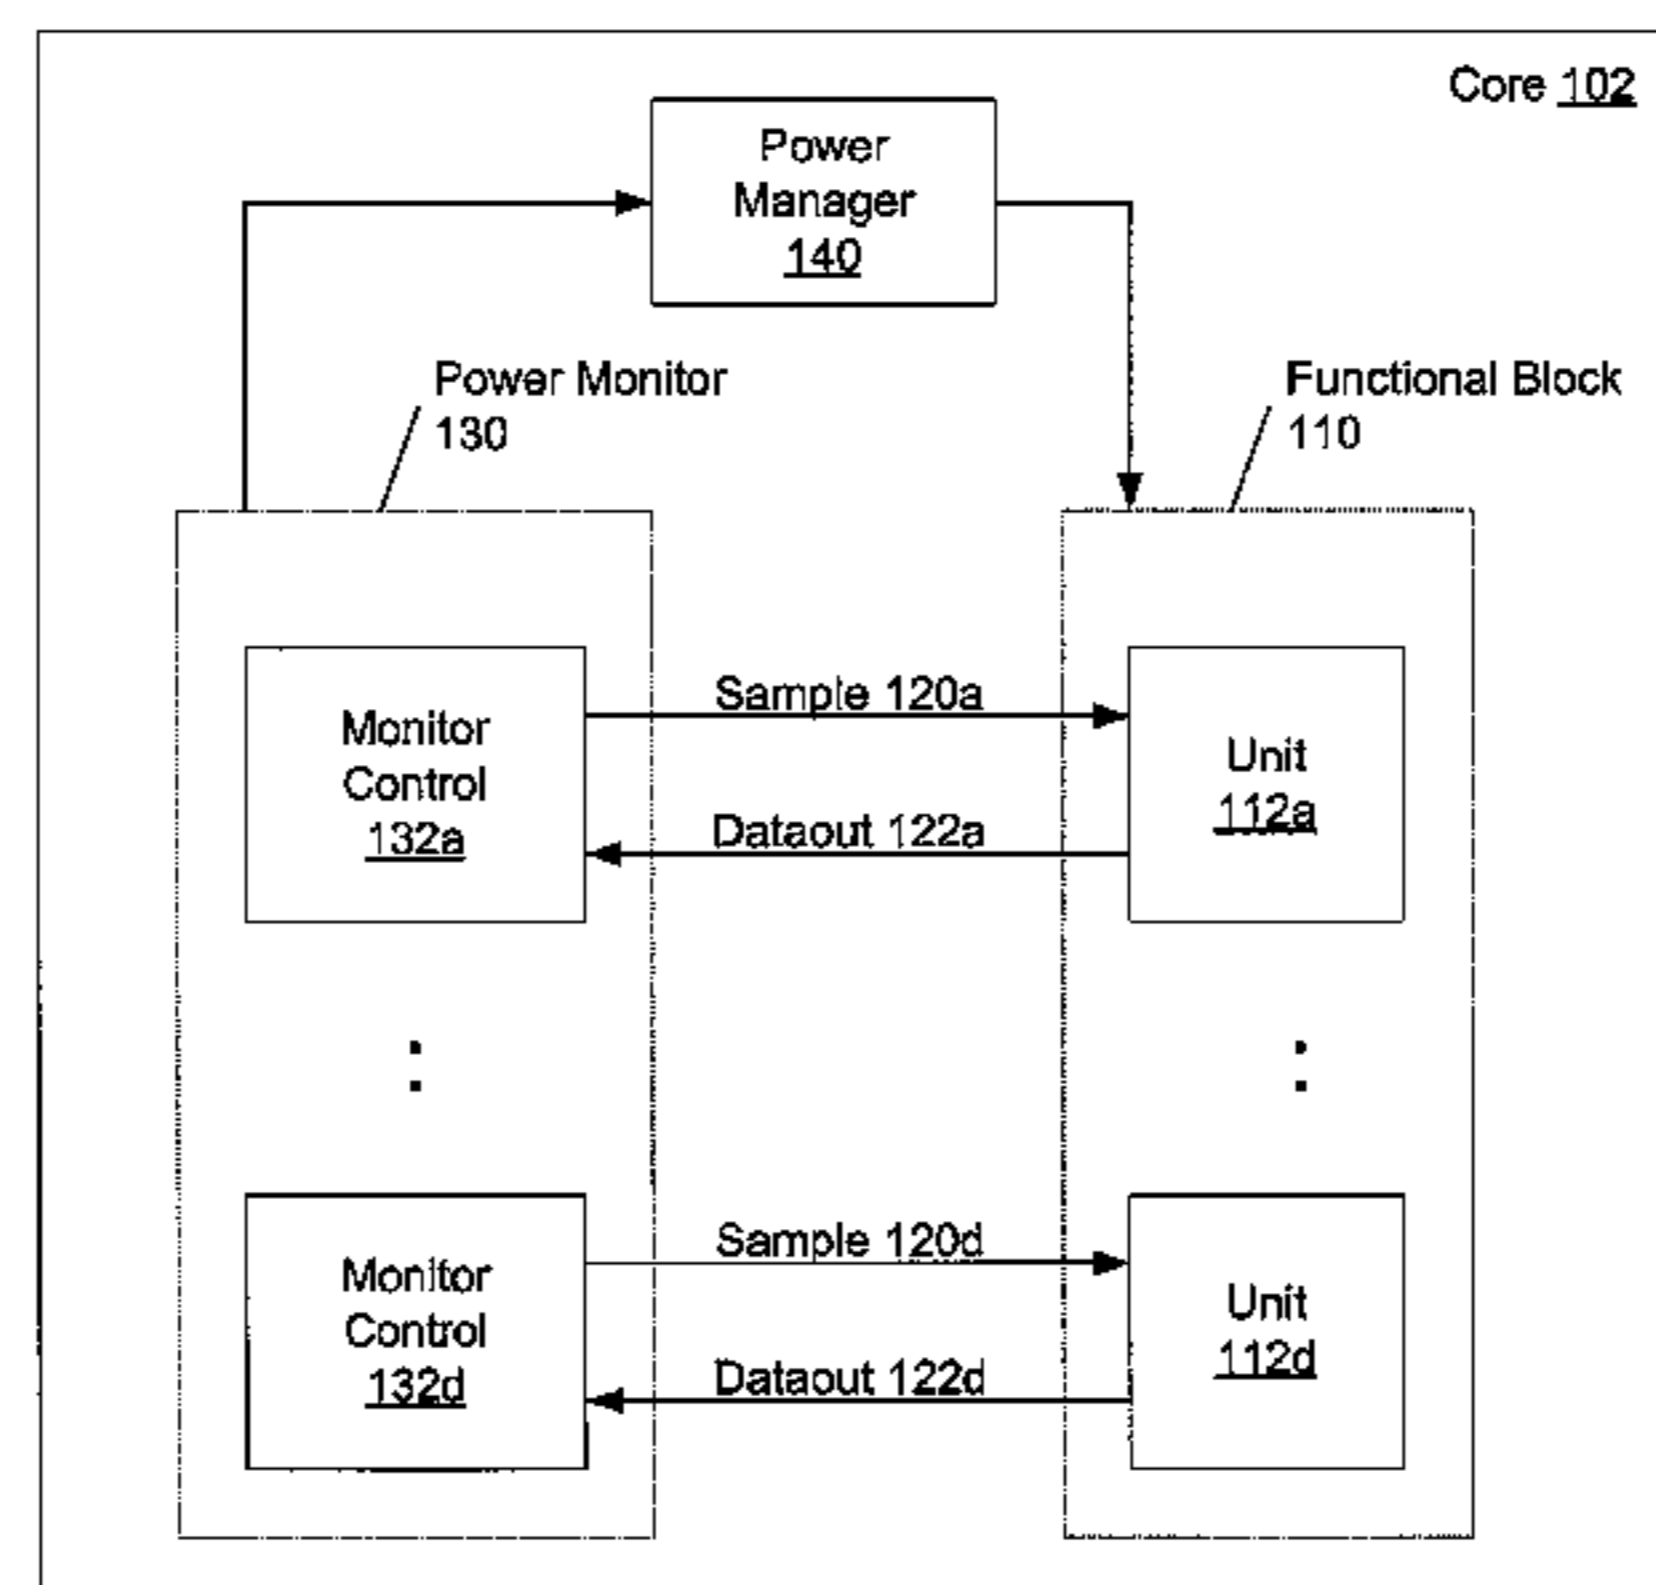 Core 102
Power
Manager
140
Power Monitor
130
Functional Block
110
Monitor
Control
132a
Sample 120a
Dataout 122a
Unit
112a
Monitor
Control
132d
Sample 120d
Dataout 122d
Unit
112d